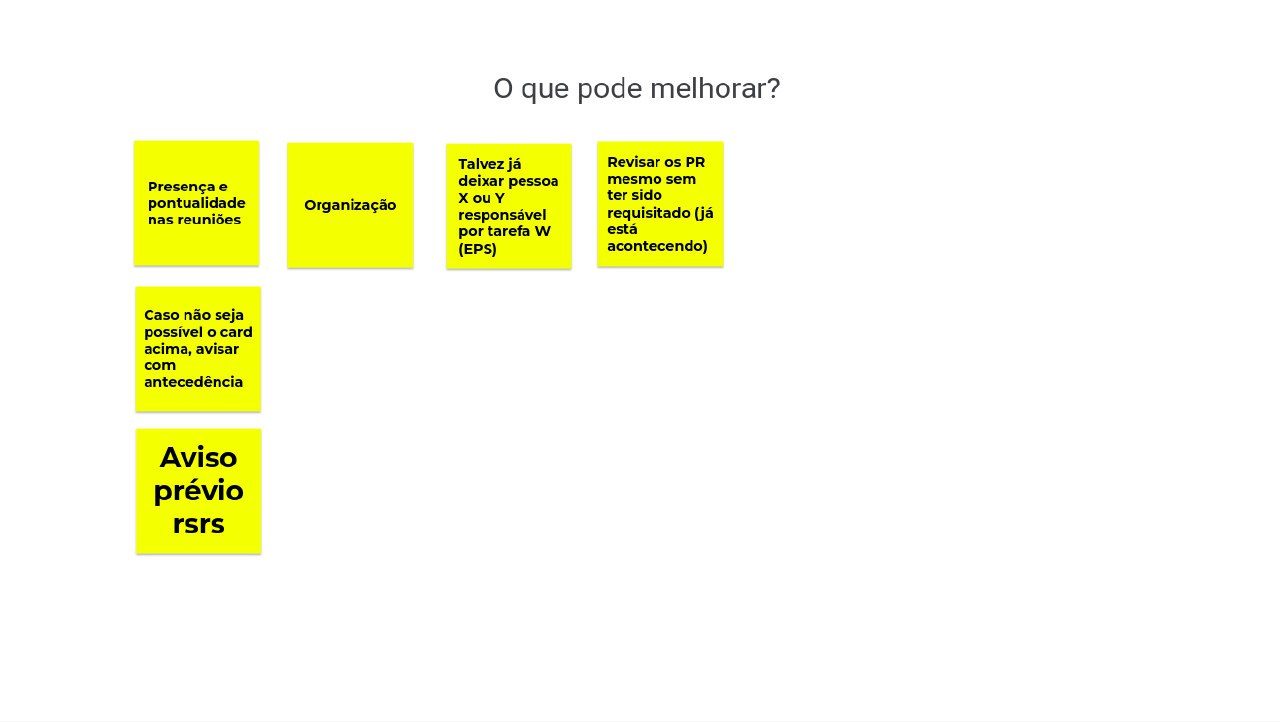 O que pode melhorar?
Presença e
pontualidade
nas reuniões
Organização
Talvez já
deixar pessoa
X ou Y
responsável
por tarefa W
(EPS)
Revisar os PR
mesmo sem
ter sido
requisitado (já
está
acontecendo)
Caso não seja
possível o card
acima, avisar
com
antecedência
Aviso
prévio
rsrs